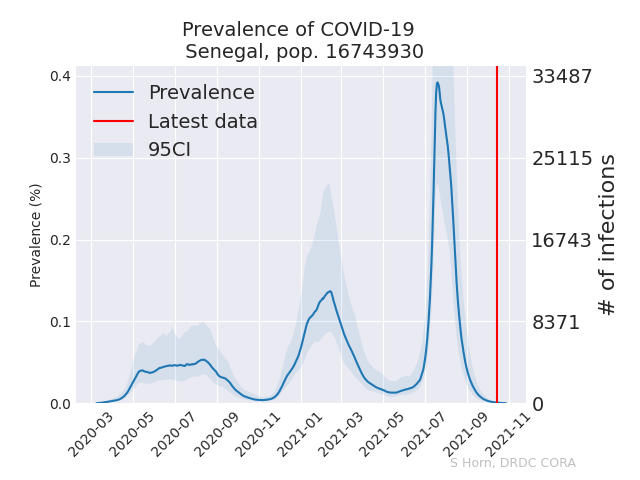 Prevalence of COVID-19
Senegal, pop. 16743930
Prevalence
Latest data
95CI
Prevalence (%)
0.4
0.3
0.2
0.1
0.0
33487
25115
16743
8371
0
# of infections
2020-03
2020-05
2020-07
2020-09
2020-11
2021-01
2021-03
2021-05
2021-07
2021-09
2021-11
S Horn, DRDC CORA